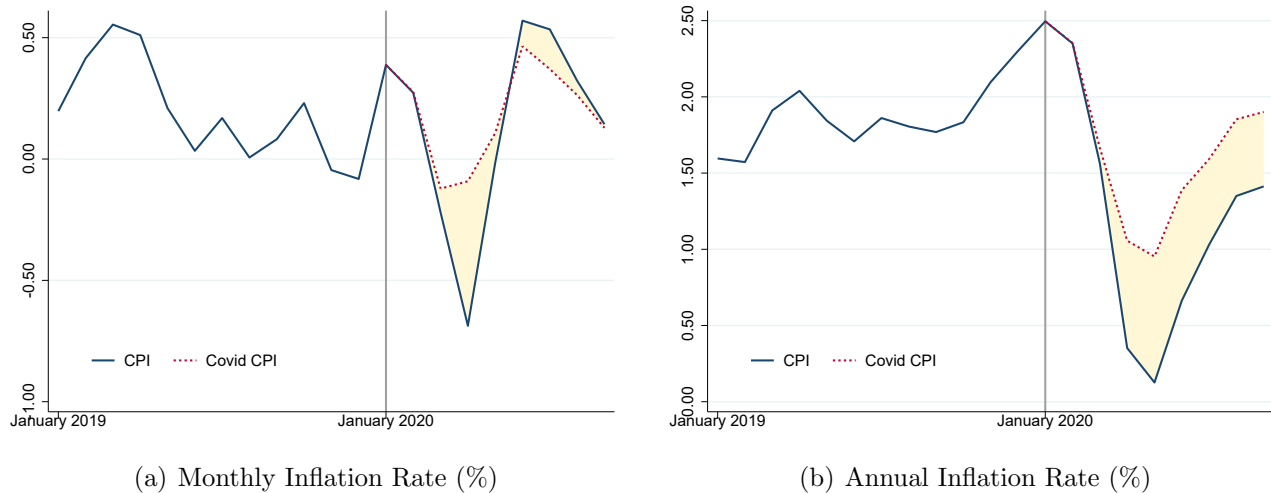 0.50
0.00
-0.50
-1.00
CPI
Covid CPI
January 2019
January 2020
(a) Monthly Inflation Rate (%)
2.50
2.00
1.50
1.00
0.50
0.00
CPI
Covid CPI
January 2019
January 2020
(b) Annual Inflation Rate (%)